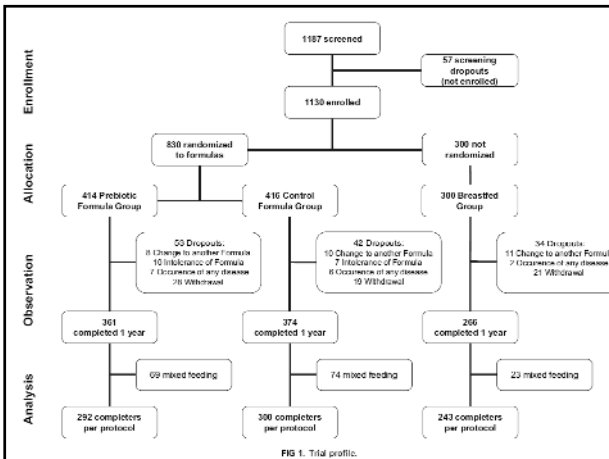 Enrollment
1187 screened
57 screening
dropouts
(not enrolled)
1130 enrolled
Allocation
830 randomized
to formulas
300 not
randomized
414 Prebiotic
Formula Group
416 Control
Formula Group
300 Breastfed
Group
Observation
53 Dropouts:
8 Change to another Formula
10 Intolerance of Formula
7 Occurence of any disease
28 Withdrawal
42 Dropouts:
10 Change to another Formula
7 Intolerance of Formula
6 Occurence of any disease
19 Withdrawal
34 Dropouts:
11 Change to another Formula
2 Occurence of any disease
21 Withdrawal
361
completed 1 year
374
completed 1 year
266
completed 1 year
Analysis
69 mixed feeding
74 mixed feeding
23 mixed feeding
292 completers
per protocol
300 completers
per protocol
243 completers
per protocol
FIG 1. Trial profile.